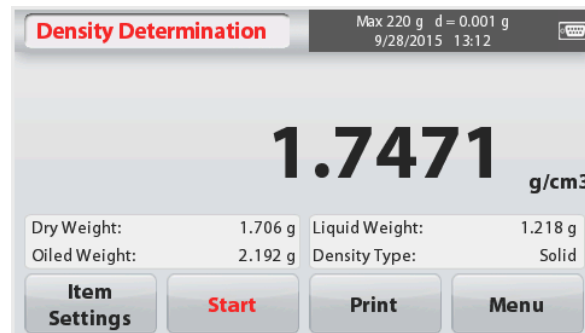 Density Determination
Max 220 g d = 0.001 g
9/28/2015 13:12
1.7471
g/cm3
Dry Weight: 1.706 g Liquid Weight: 1.218 g
Oiled Weight: 2.192 g Density Type: Solid
Item
Settings
Start
Print
Menu